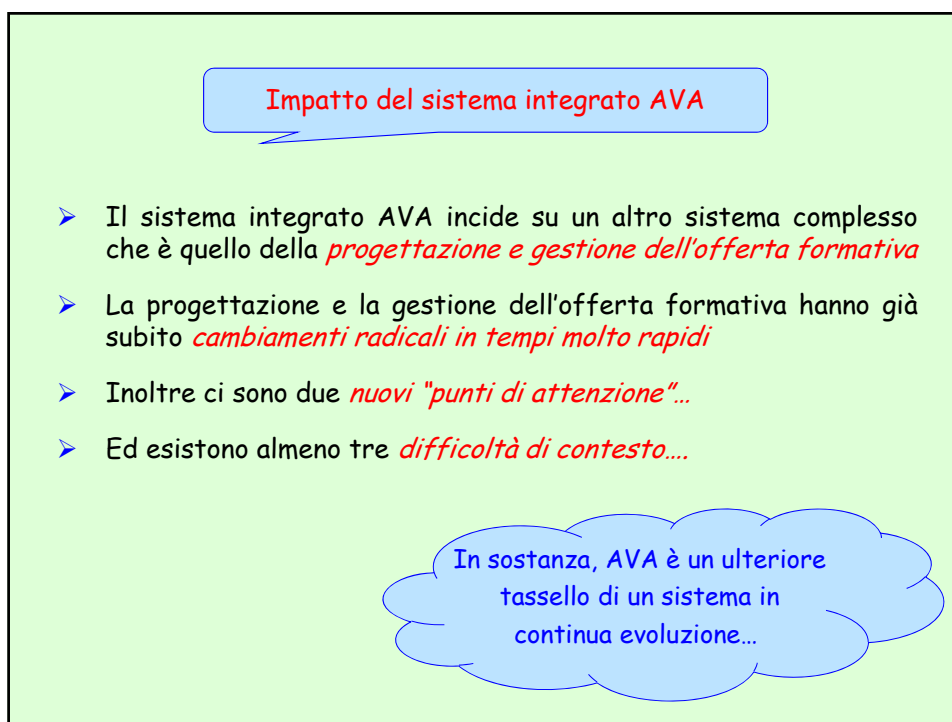 Impatto del sistema integrato AVA
➢ Il sistema integrato AVA incide su un altro sistema complesso
che è quello della progettazione e gestione dell'offerta formativa
➢ La progettazione e la gestione dell'offerta formativa hanno già
subito cambiamenti radicali in tempi molto rapidi
➢ Inoltre ci sono due nuovi "punti di attenzione"…
➢ Ed esistono almeno tre difficoltà di contesto….
In sostanza, AVA è un ulteriore
tassello di un sistema in
continua evoluzione…